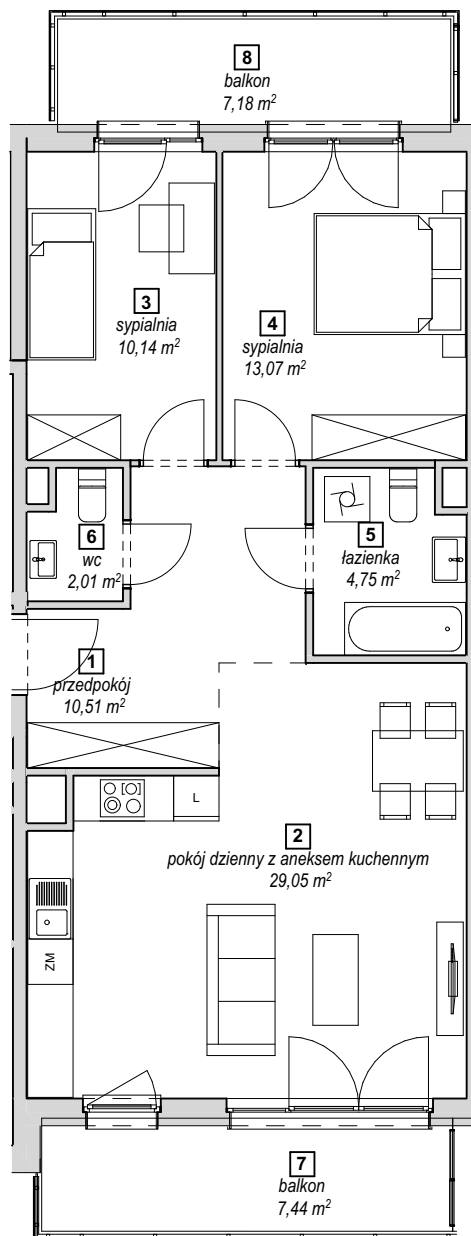 8
balkon
7,18 m²
3
sypialnia
10,14 m²
4
sypialnia
13,07 m²
6
wc
2,01 m²
5
łazienka
4,75 m²
1
przedpokój
10,51 m²
L
2
pokój dzienny z aneksem kuchennym
29,05 m²
ZM
7
balkon
7,44 m²